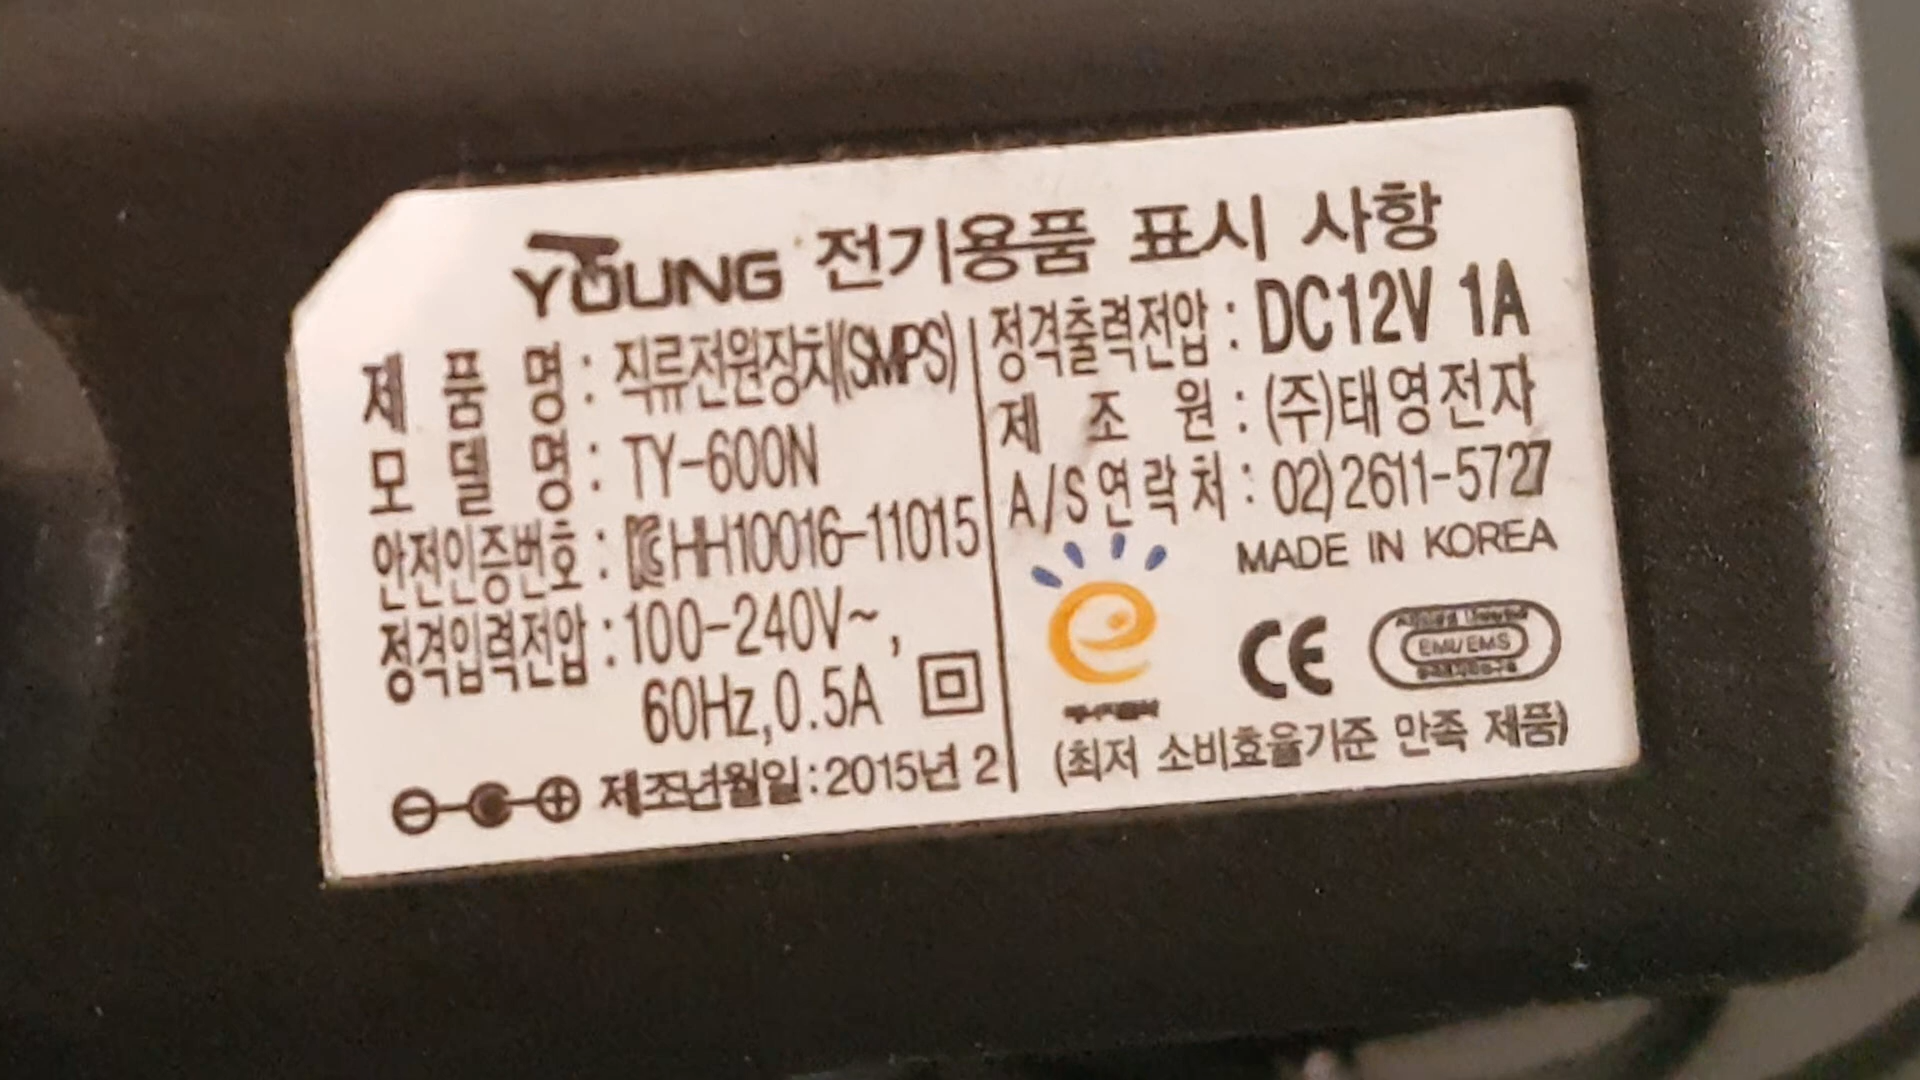 YOUNG 전기용품 표시 사항
제 품 명 : 직류전원장치(SMPS)
모 델 명 : TY-600N
안전인증번호 : HH10016-11015
정격입력전압 : 100-240V~,
60Hz, 0.5A
제조년월일 : 2015년 2
정격출력전압 : DC12V 1A
제 조 원 : (주)태영전자
A/S연락처 : 02)2611-5727
MADE IN KOREA
e
CE
EMI/EMS
(최저 소비효율기준 만족 제품)